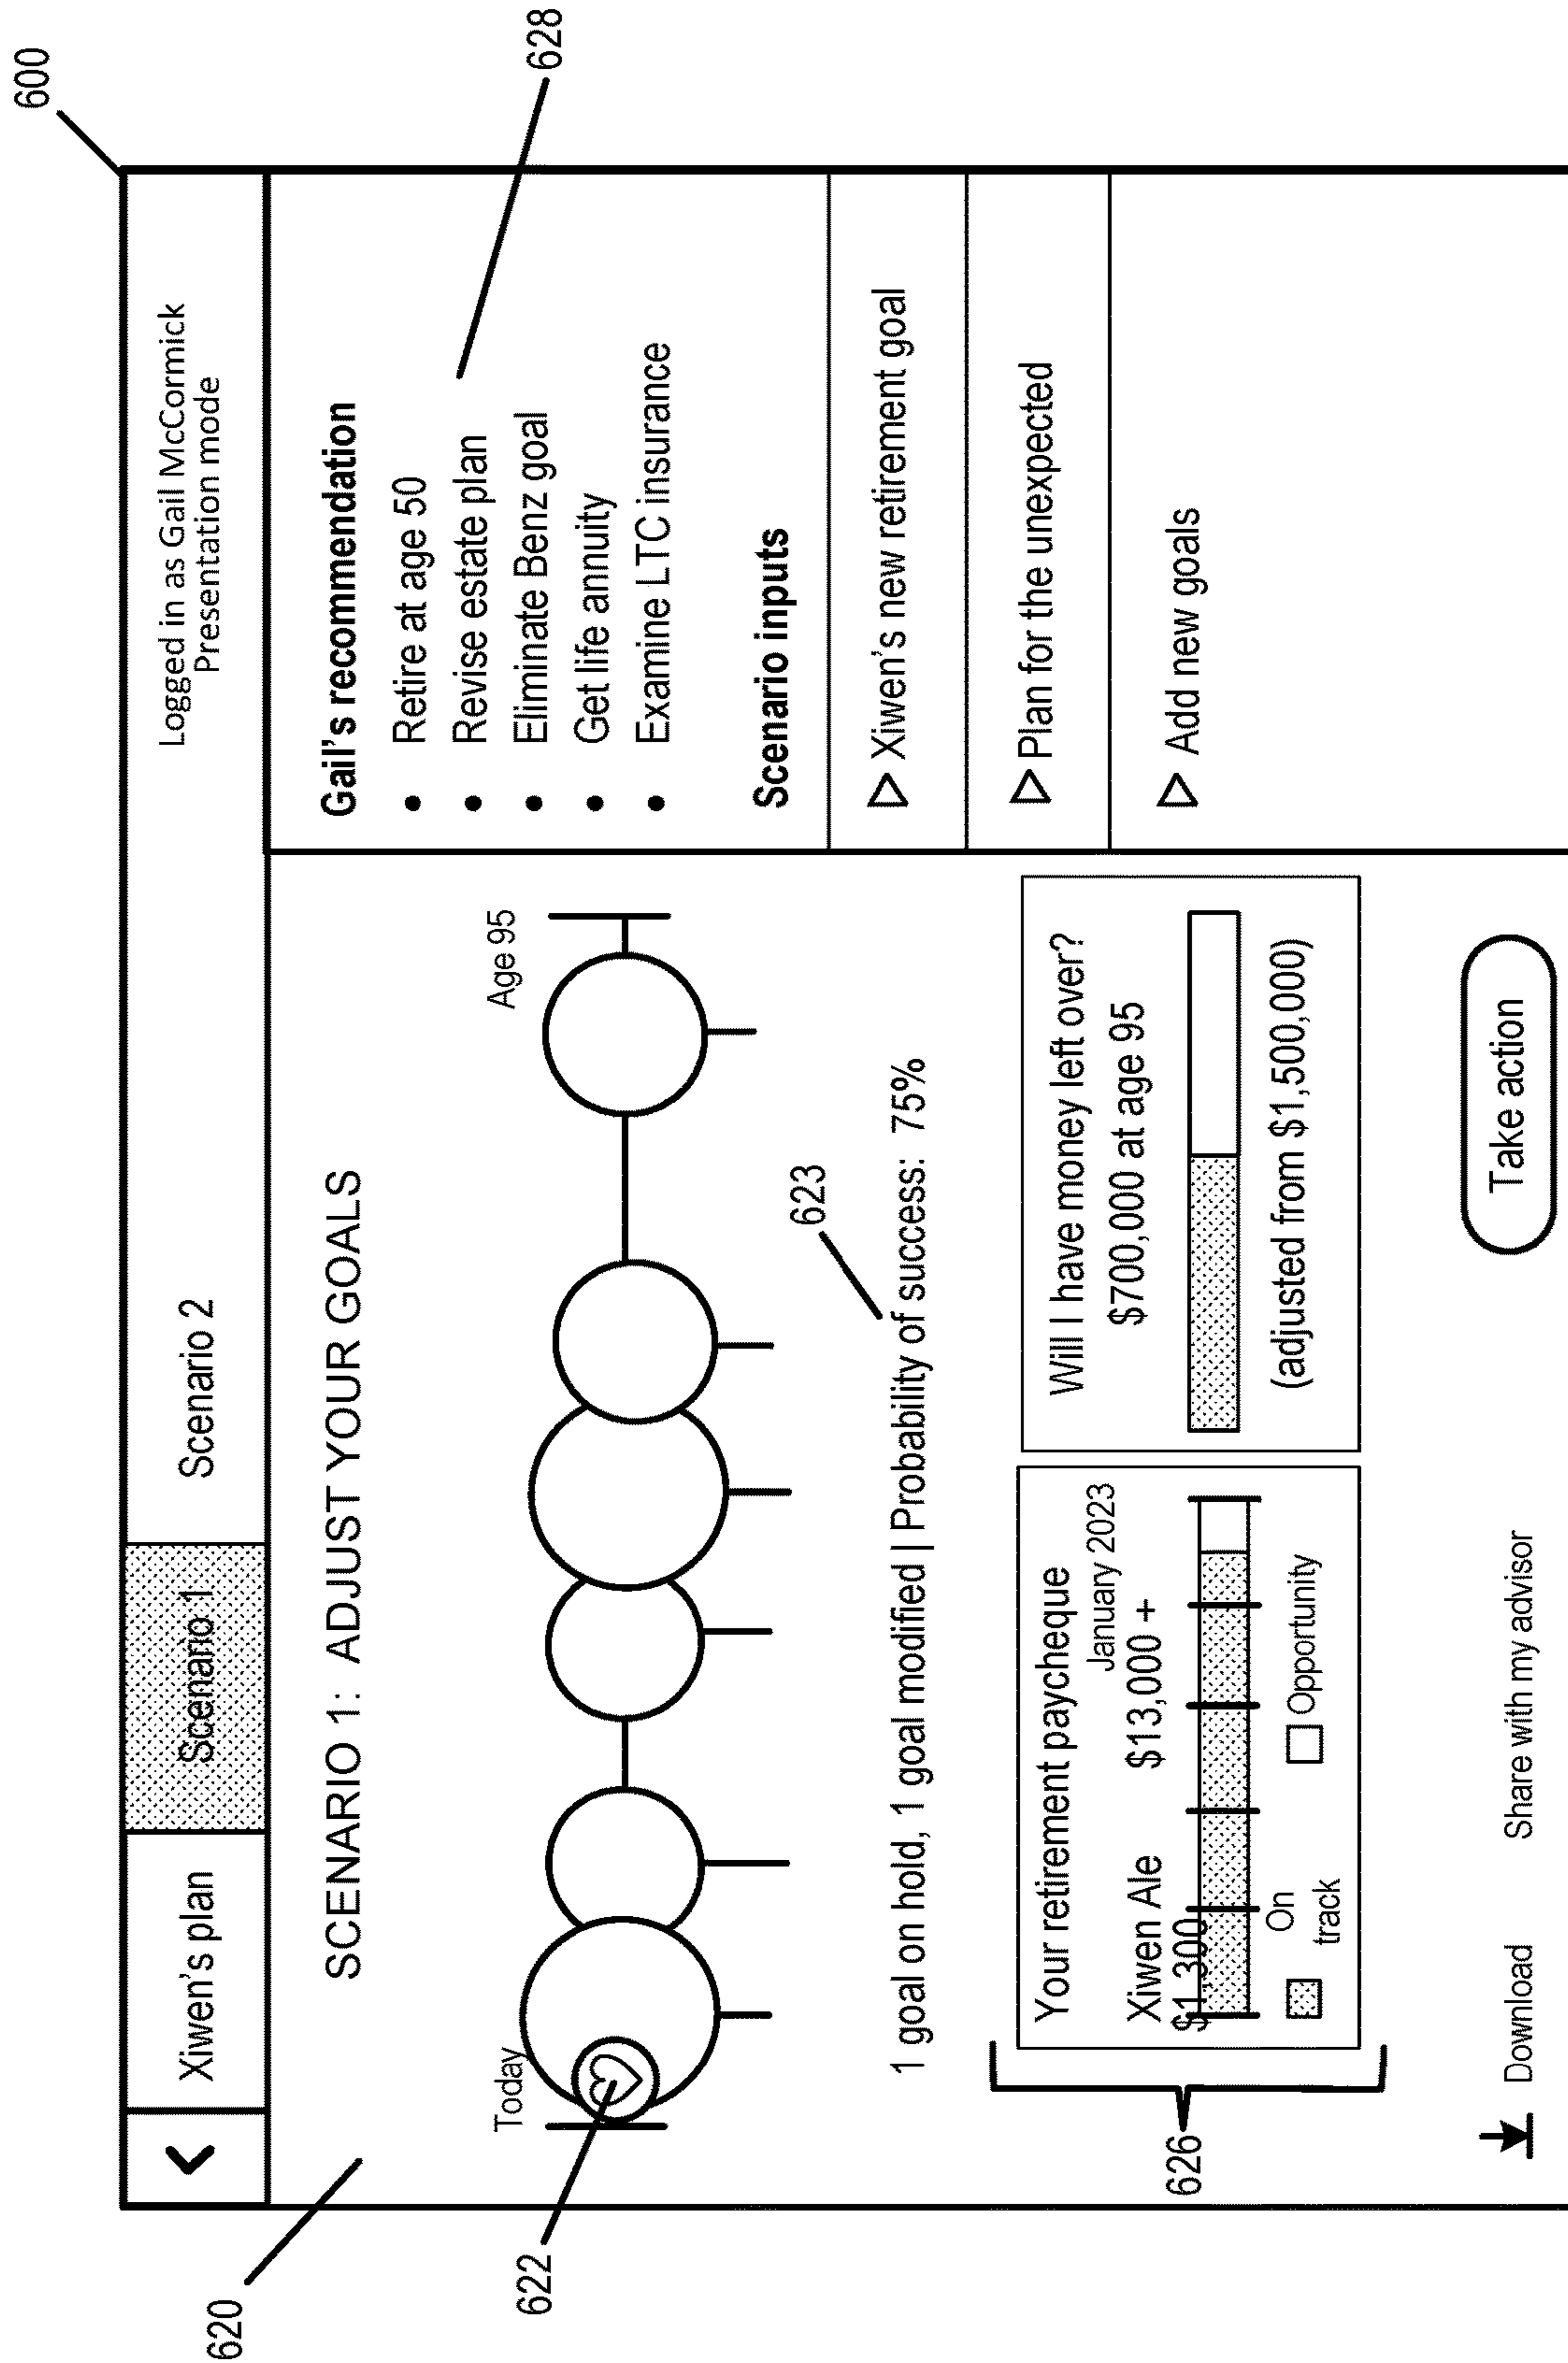 600
Xiwen's plan
Scenario 1
Scenario 2
Logged in as Gail McCormick
Presentation mode
620
SCENARIO 1: ADJUST YOUR GOALS
Today
Age 95
622
623
1 goal on hold, 1 goal modified | Probability of success: 75%
626
Your retirement paycheque
January 2023
Xiwen Ale $13,000 +
$1,300
On
track
Opportunity
Will I have money left over?
$700,000 at age 95
(adjusted from $1,500,000)
Download
Share with my advisor
Take action
628
Gail's recommendation
• Retire at age 50
• Revise estate plan
• Eliminate Benz goal
• Get life annuity
• Examine LTC insurance
Scenario inputs
Xiwen's new retirement goal
Plan for the unexpected
Add new goals